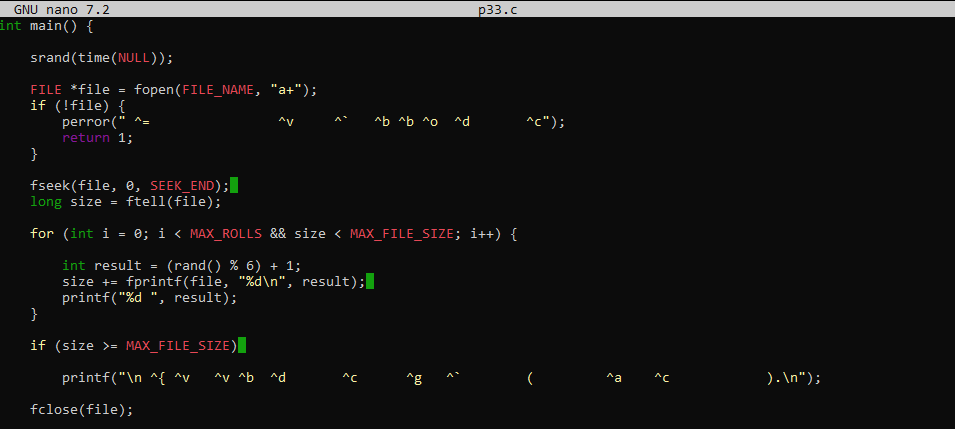 GNU nano 7.2 p33.c
int main() {
srand(time(NULL));
FILE *file = fopen(FILE_NAME, "a+");
if (!file) {
perror(" ^= ^v ^` ^b ^b ^o ^d ^c");
return 1;
}
fseek(file, 0, SEEK_END);
long size = ftell(file);
for (int i = 0; i < MAX_ROLLS && size < MAX_FILE_SIZE; i++) {
int result = (rand() % 6) + 1;
size += fprintf(file, "%d\n", result);
printf("%d ", result);
}
if (size >= MAX_FILE_SIZE)
printf("\n ^{ ^v ^v ^b ^d ^c ^g ^` ( ^a ^c ).\n");
fclose(file);